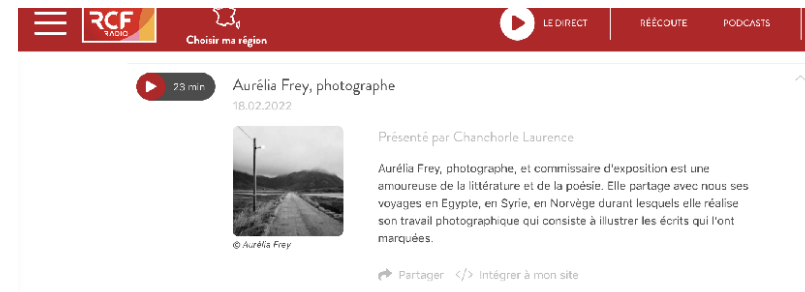 RCF
RADIO
Choisir ma région
LE DIRECT
RÉÉCOUTE
PODCASTS
23 min
Aurélia Frey, photographe
18.02.2022
Présenté par Chanchorle Laurence
Aurélia Frey, photographe, et commissaire d'exposition est une
amoureuse de la littérature et de la poésie. Elle partage avec nous ses
voyages en Egypte, en Syrie, en Norvège durant lesquels elle réalise
son travail photographique qui consiste à illustrer les écrits qui l'ont
marquées.
© Aurélia Frey
Partager </> Intégrer à mon site